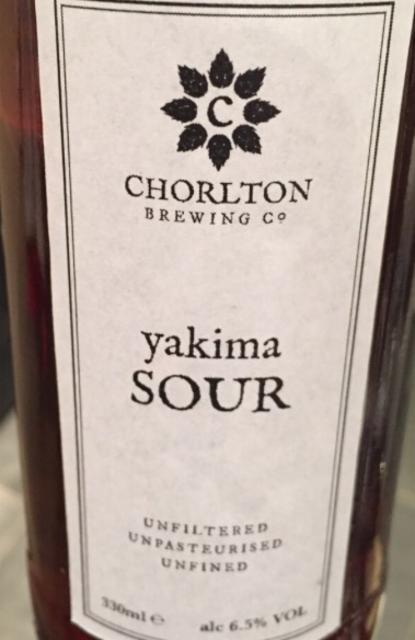 C
CHORLTON
BREWING Cº
yakima
SOUR
UNFILTERED
UNPASTEURISED
UNFINED
330ml ℮ alc 6.5% VOL